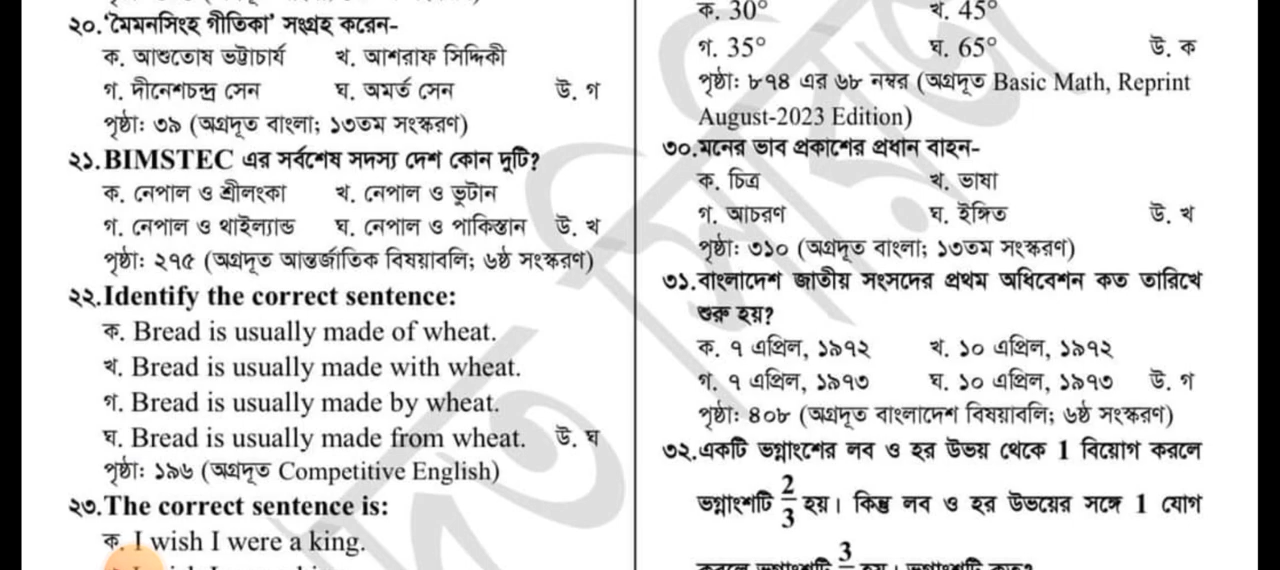 ২০. ‘মৈমনসিংহ গীতিকা’ সংগ্রহ করেন-
ক. আশুতোষ ভট্টাচার্য খ. আশরাফ সিদ্দিকী
গ. দীনেশচন্দ্র সেন ঘ. অমর্ত সেন উ. গ
পৃষ্ঠা: ৩৯ (অগ্রদূত বাংলা; ১৩তম সংস্করণ)
২১. BIMSTEC এর সর্বশেষ সদস্য দেশ কোন দুটি?
ক. নেপাল ও শ্রীলংকা খ. নেপাল ও ভুটান
গ. নেপাল ও থাইল্যান্ড ঘ. নেপাল ও পাকিস্তান উ. খ
পৃষ্ঠা: ২৭৫ (অগ্রদূত আন্তর্জাতিক বিষয়াবলি; ৬ষ্ঠ সংস্করণ)
২২. Identify the correct sentence:
ক. Bread is usually made of wheat.
খ. Bread is usually made with wheat.
গ. Bread is usually made by wheat.
ঘ. Bread is usually made from wheat. উ. ঘ
পৃষ্ঠা: ১৯৬ (অগ্রদূত Competitive English)
২৩. The correct sentence is:
ক. I wish I were a king.
ক. 30° খ. 45°
গ. 35° ঘ. 65° উ. ক
পৃষ্ঠা: ৮৭৪ এর ৬৮ নম্বর (অগ্রদূত Basic Math, Reprint
August-2023 Edition)
৩০. মনের ভাব প্রকাশের প্রধান বাহন-
ক. চিত্র খ. ভাষা
গ. আচরণ ঘ. ইঙ্গিত উ. খ
পৃষ্ঠা: ৩১০ (অগ্রদূত বাংলা; ১৩তম সংস্করণ)
৩১. বাংলাদেশ জাতীয় সংসদের প্রথম অধিবেশন কত তারিখে
শুরু হয়?
ক. ৭ এপ্রিল, ১৯৭২ খ. ১০ এপ্রিল, ১৯৭২
গ. ৭ এপ্রিল, ১৯৭৩ ঘ. ১০ এপ্রিল, ১৯৭৩ উ. গ
পৃষ্ঠা: ৪০৮ (অগ্রদূত বাংলাদেশ বিষয়াবলি; ৬ষ্ঠ সংস্করণ)
৩২. একটি ভগ্নাংশের লব ও হর উভয় থেকে 1 বিয়োগ করলে
ভগ্নাংশটি 2/3 হয়। কিন্তু লব ও হর উভয়ের সঙ্গে 1 যোগ